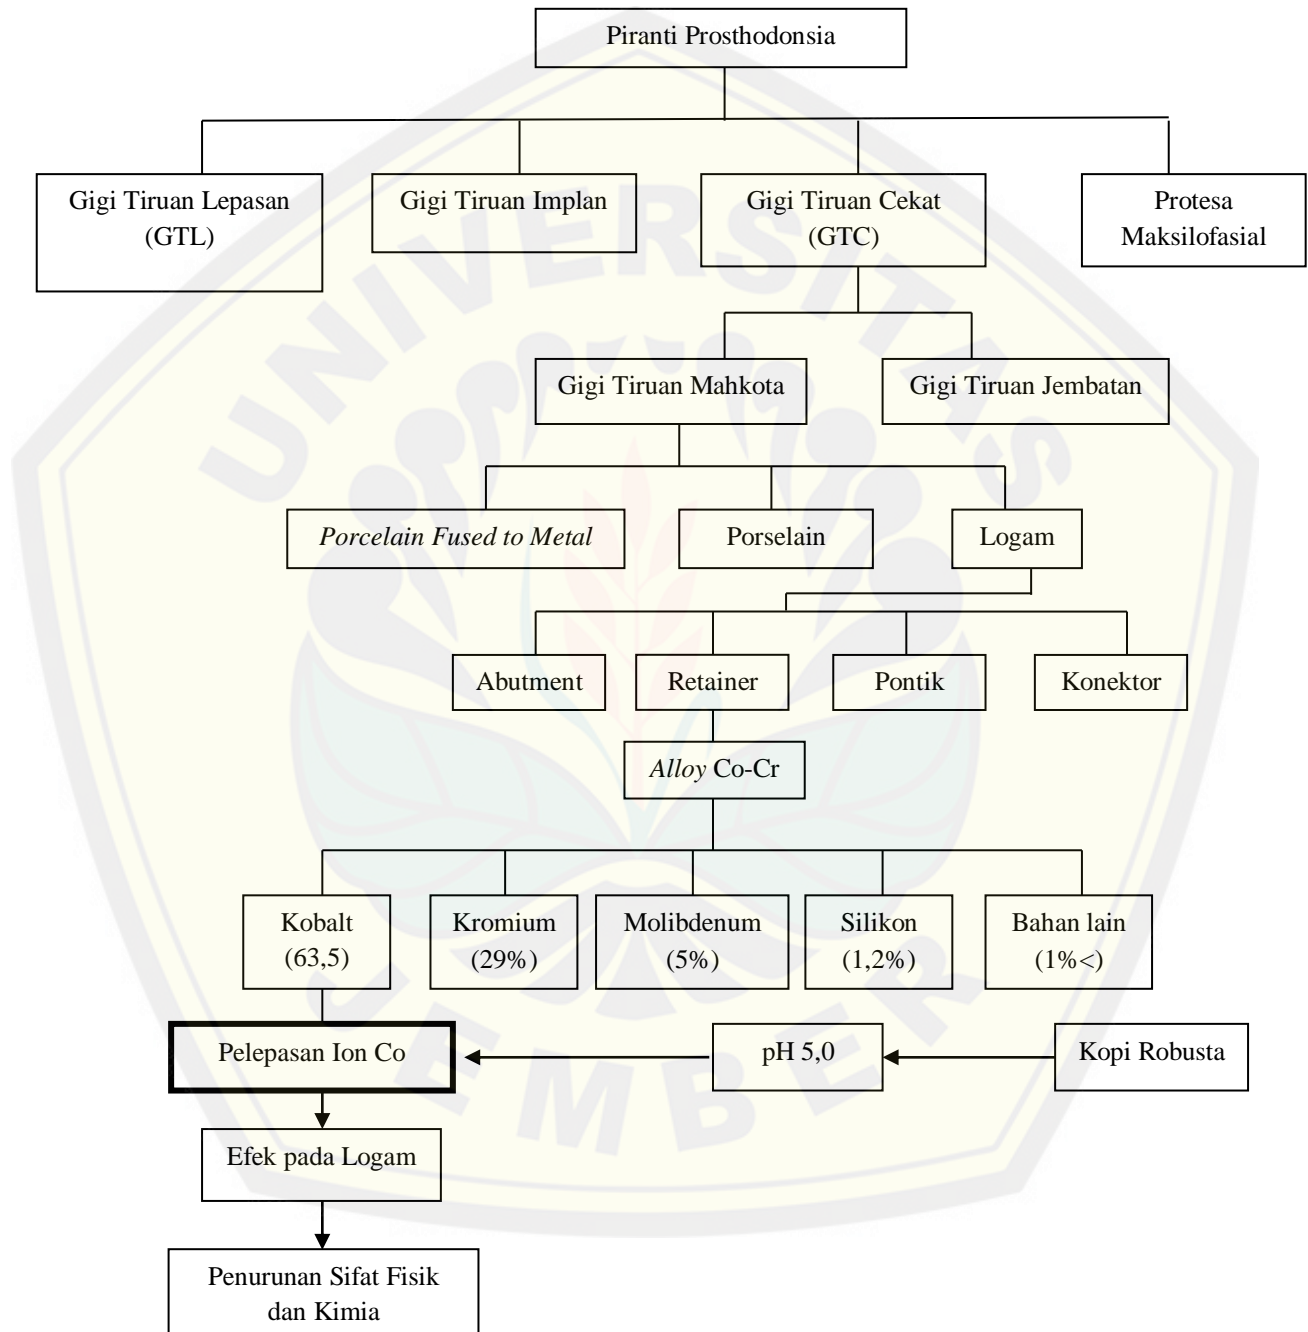 Piranti Prosthodonsia
Gigi Tiruan Lepasan
(GTL)
Gigi Tiruan Implan
Gigi Tiruan Cekat
(GTC)
Protesa
Maksilofasial
Gigi Tiruan Mahkota
Gigi Tiruan Jembatan
Porcelain Fused to Metal
Porselain
Logam
Abutment
Retainer
Pontik
Konektor
Alloy Co-Cr
Kobalt
(63,5)
Kromium
(29%)
Molibdenum
(5%)
Silikon
(1,2%)
Bahan lain
(1%<)
Pelepasan Ion Co
pH 5,0
Kopi Robusta
Efek pada Logam
Penurunan Sifat Fisik
dan Kimia
UNIVERSITAS
JEMBER